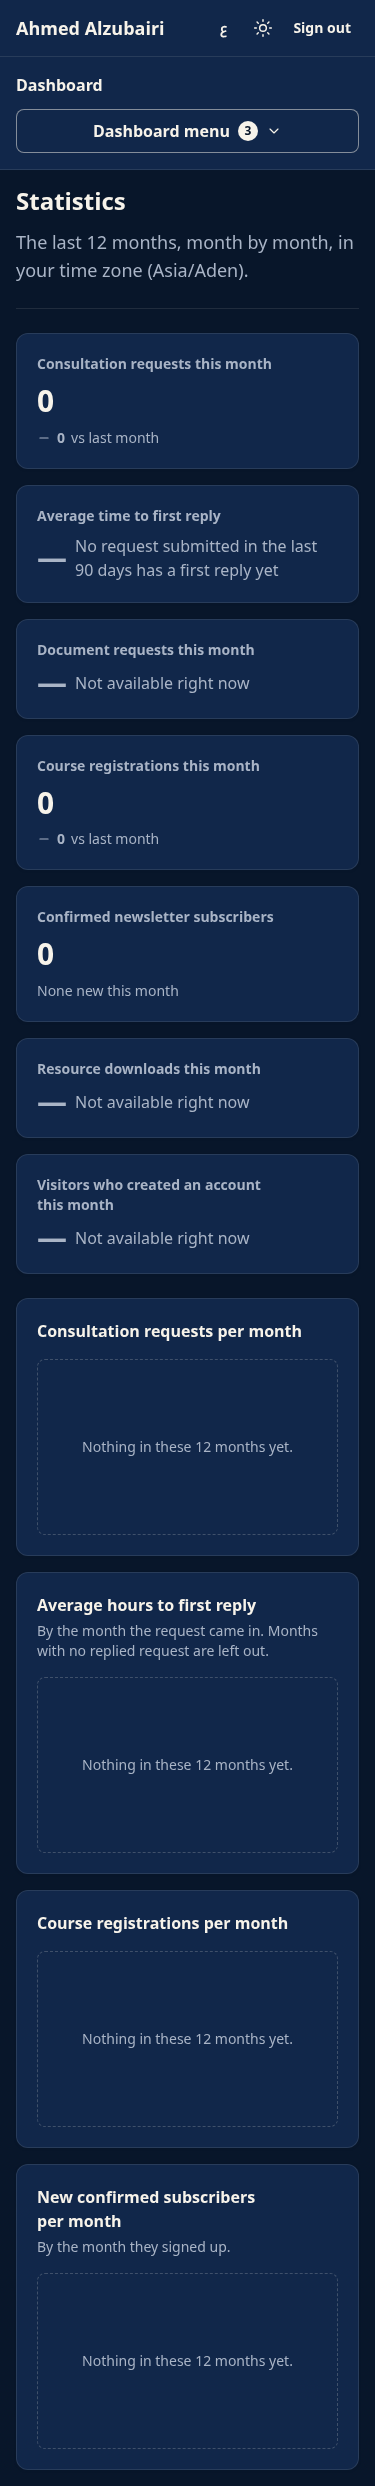 Ahmed Alzubairi
ع
Sign out
Dashboard
Dashboard menu 3
Statistics
The last 12 months, month by month, in
your time zone (Asia/Aden).
Consultation requests this month
0
— 0 vs last month
Average time to first reply
— No request submitted in the last
90 days has a first reply yet
Document requests this month
— Not available right now
Course registrations this month
0
— 0 vs last month
Confirmed newsletter subscribers
0
None new this month
Resource downloads this month
— Not available right now
Visitors who created an account
this month
— Not available right now
Consultation requests per month
Nothing in these 12 months yet.
Average hours to first reply
By the month the request came in. Months
with no replied request are left out.
Nothing in these 12 months yet.
Course registrations per month
Nothing in these 12 months yet.
New confirmed subscribers
per month
By the month they signed up.
Nothing in these 12 months yet.